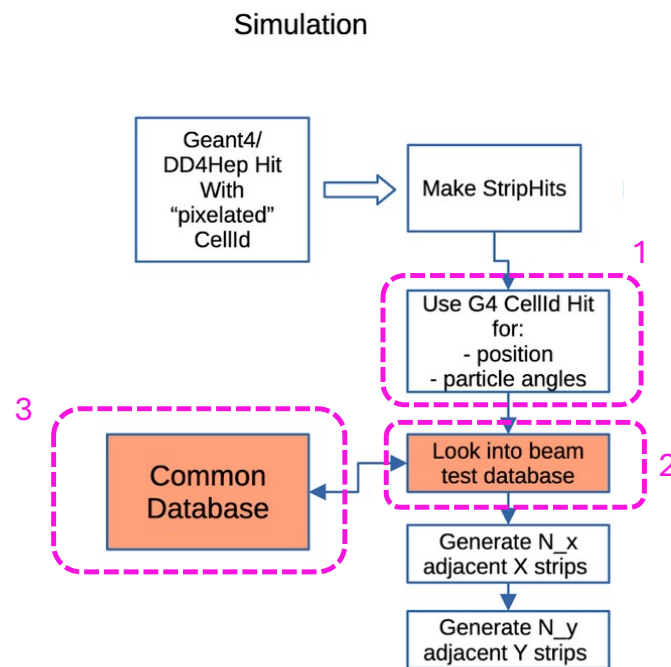 Simulation
Geant4/
DD4Hep Hit
With
“pixelated”
CellId
Make StripHits
1
Use G4 CellId Hit
for:
- position
- particle angles
3
Common
Database
Look into beam
test database
2
Generate N_x
adjacent X strips
Generate N_y
adjacent Y strips